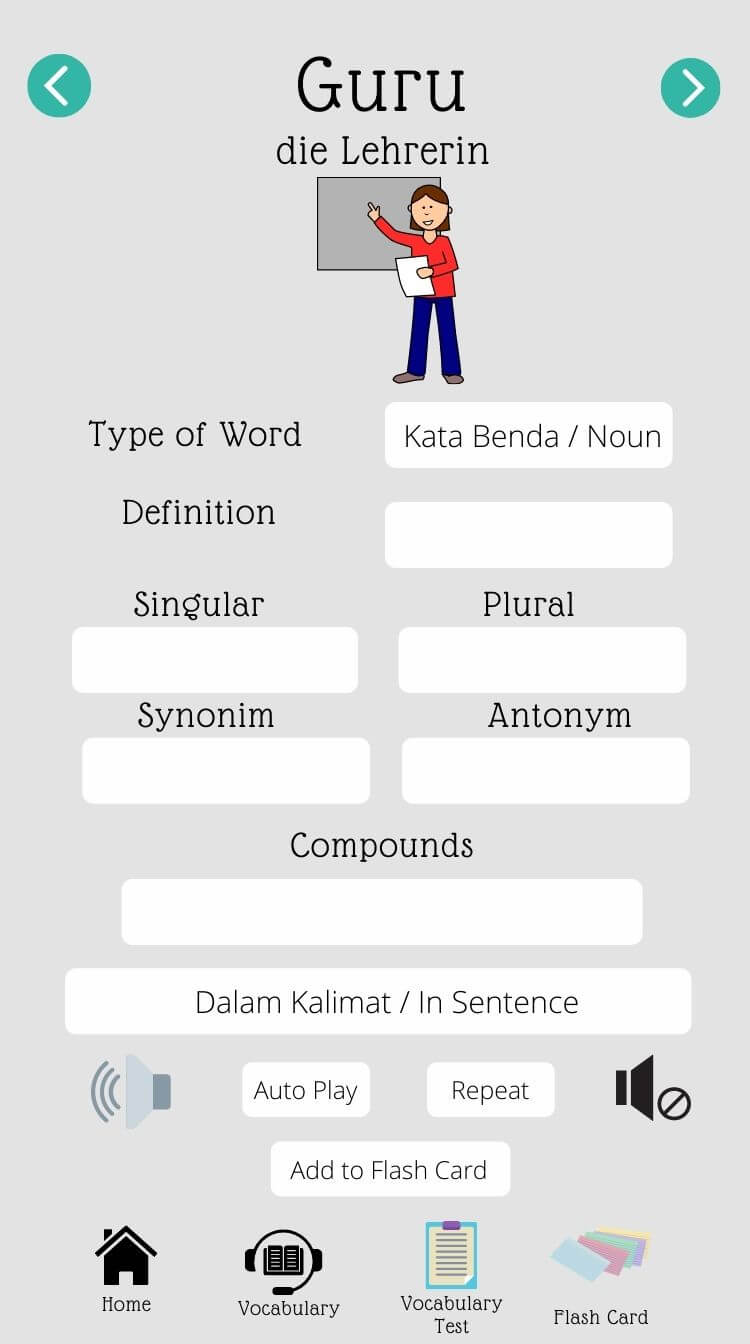 Guru
die Lehrerin
Type of Word
Kata Benda / Noun
Definition
Singular
Plural
Synonim
Antonym
Compounds
Dalam Kalimat / In Sentence
Auto Play
Repeat
Add to Flash Card
Home
Vocabulary
Vocabulary
Test
Flash Card